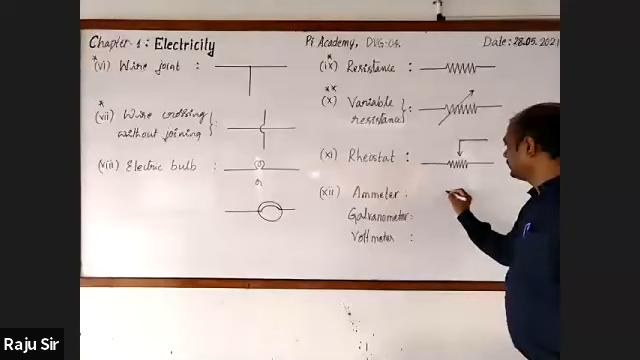 Chapter-1: Electricity
Pi Academy, DVG-04.
Date: 28.05.2021
*(vi) Wire joint :
*(vii) Wire crossing
without joining :
(viii) Electric bulb :
or
*(ix) Resistance :
**(x) Variable
resistance :
(xi) Rheostat :
(xii) Ammeter :
Galvanometer:
Voltmeter :
Raju Sir